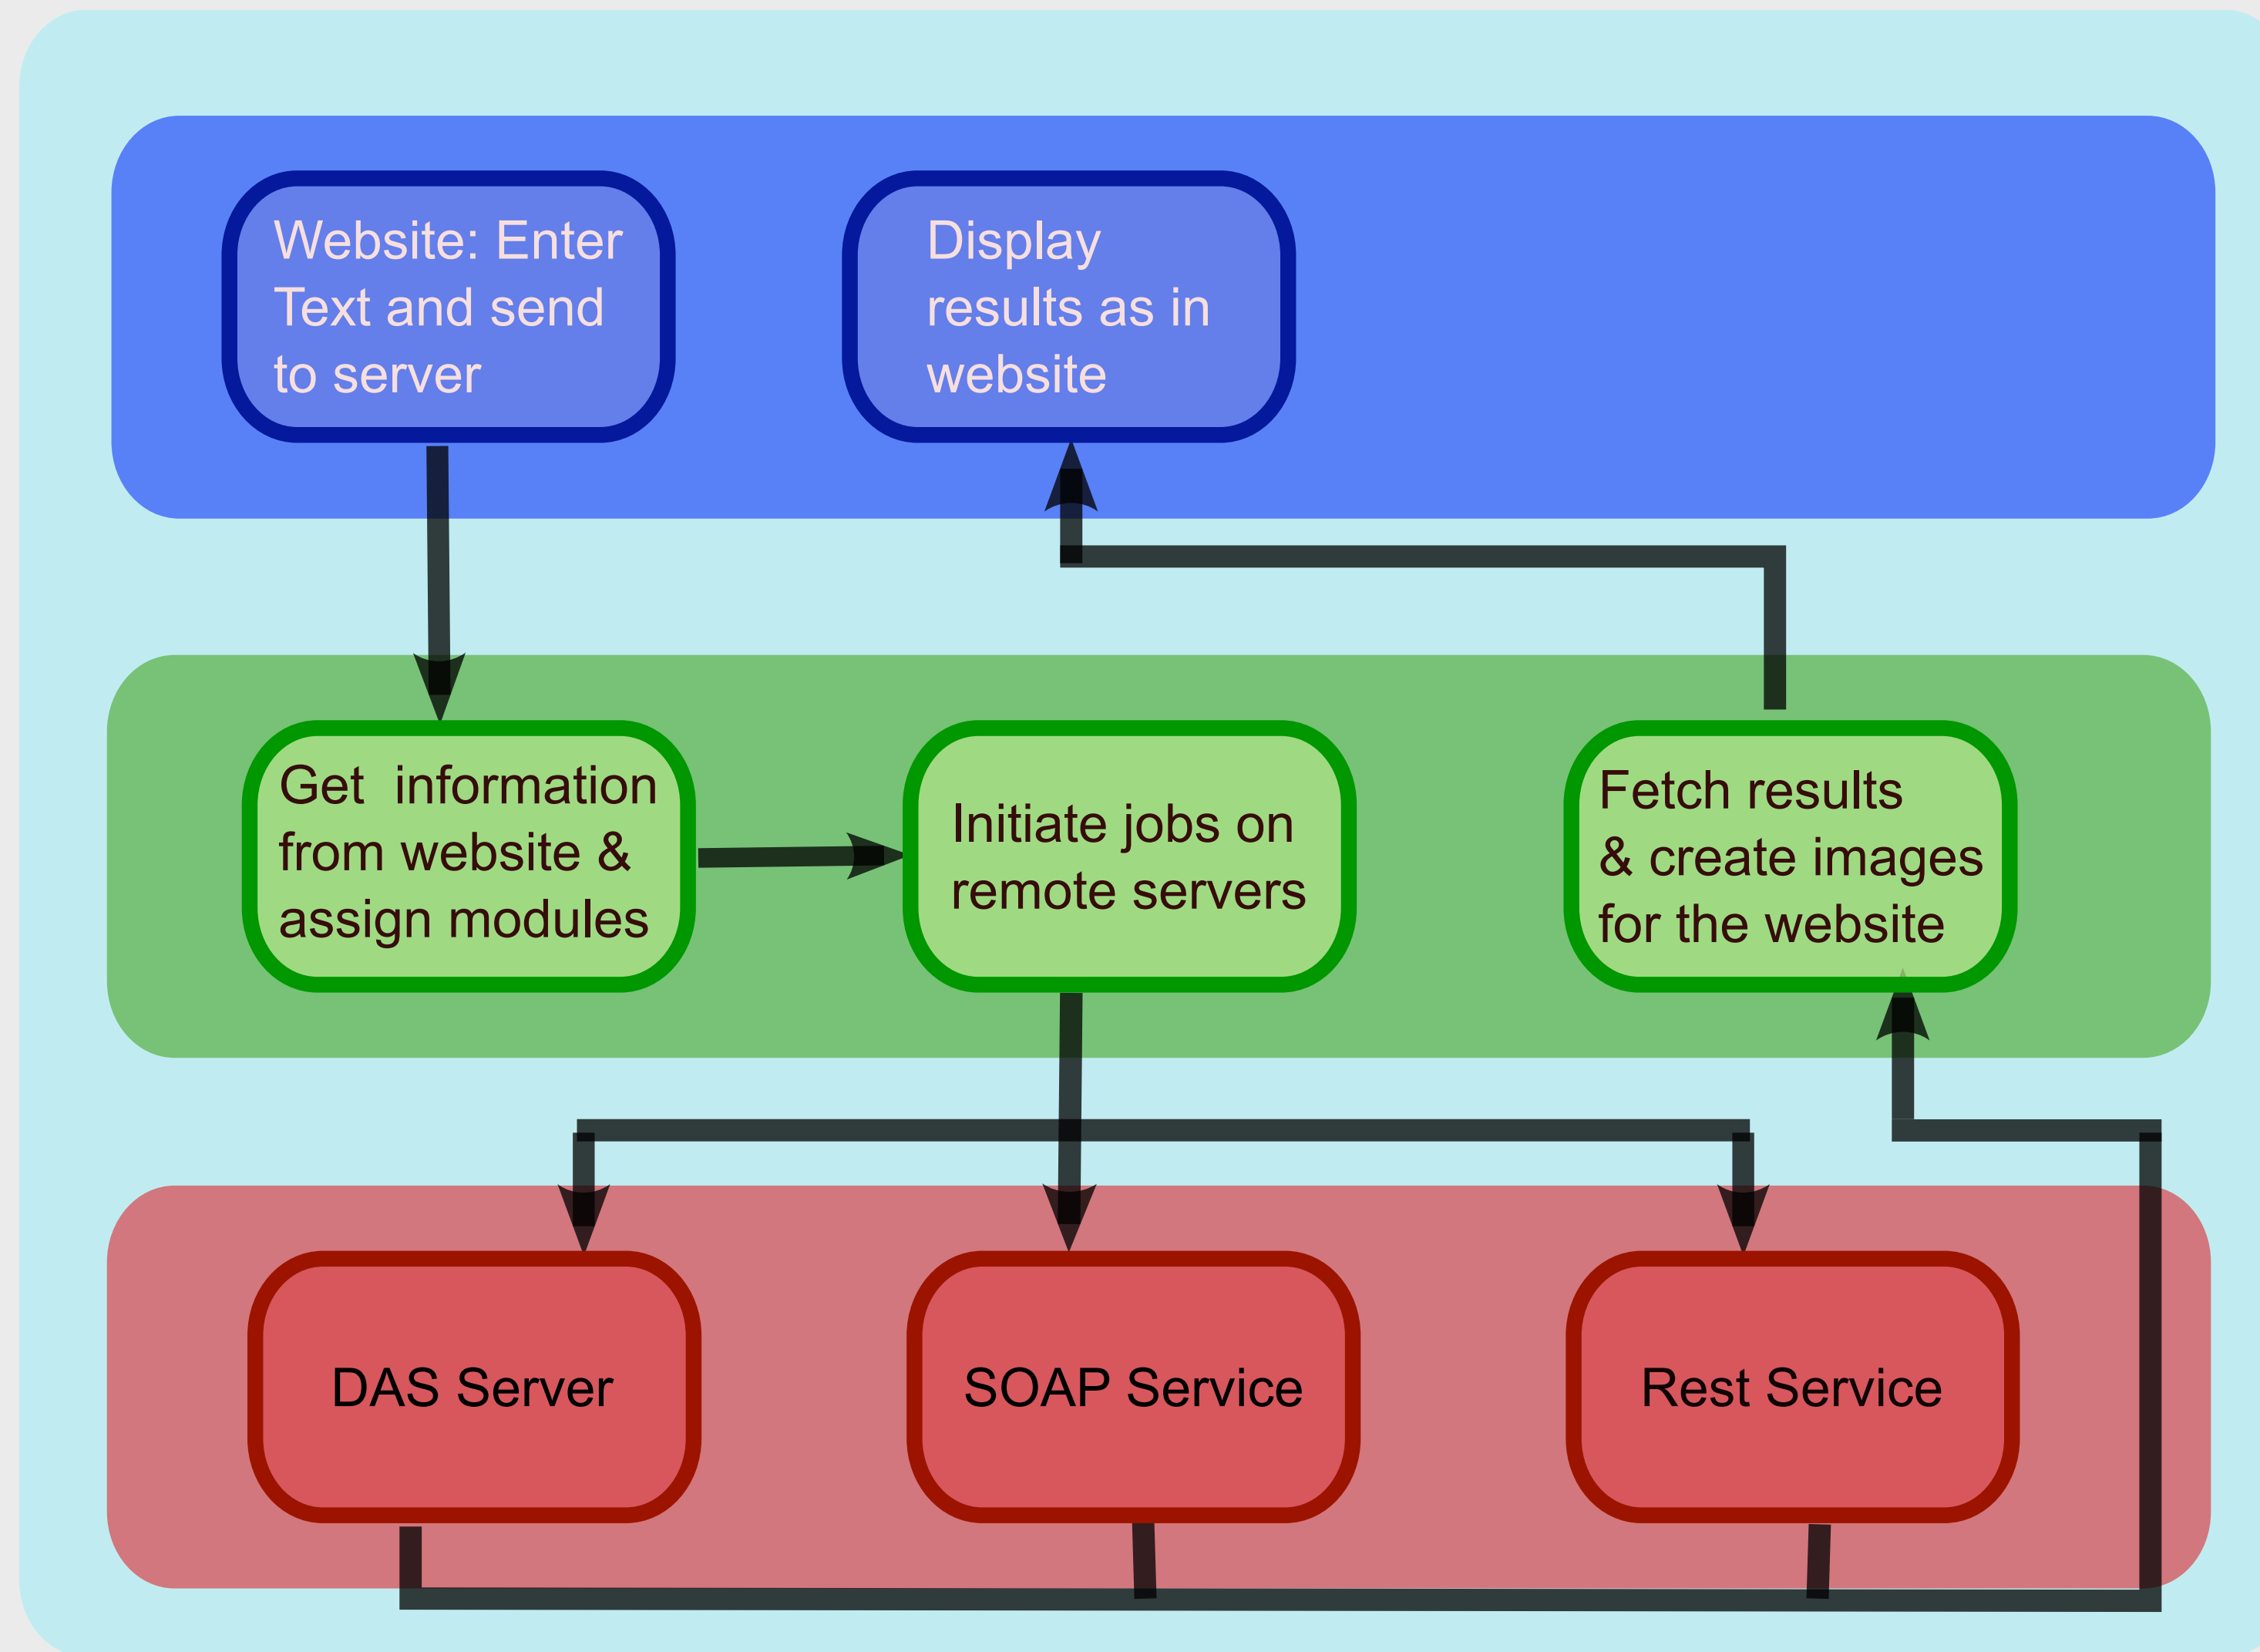 Website: Enter
Text and send
to server
Display
results as in
website
Get  information
from website &
assign modules
Initiate jobs on
remote servers
Fetch results
& create images
for the website
DAS Server
SOAP Service
Rest Service